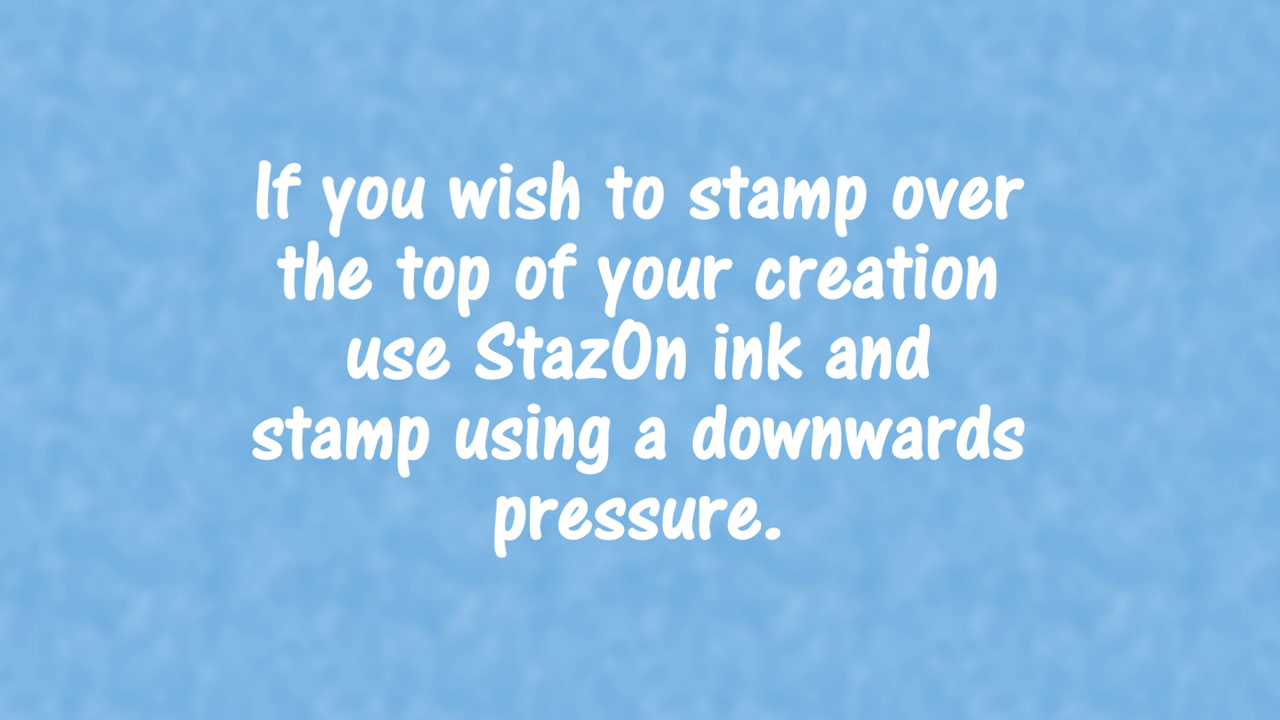 If you wish to stamp over
the top of your creation
use StazOn ink and
stamp using a downwards
pressure.